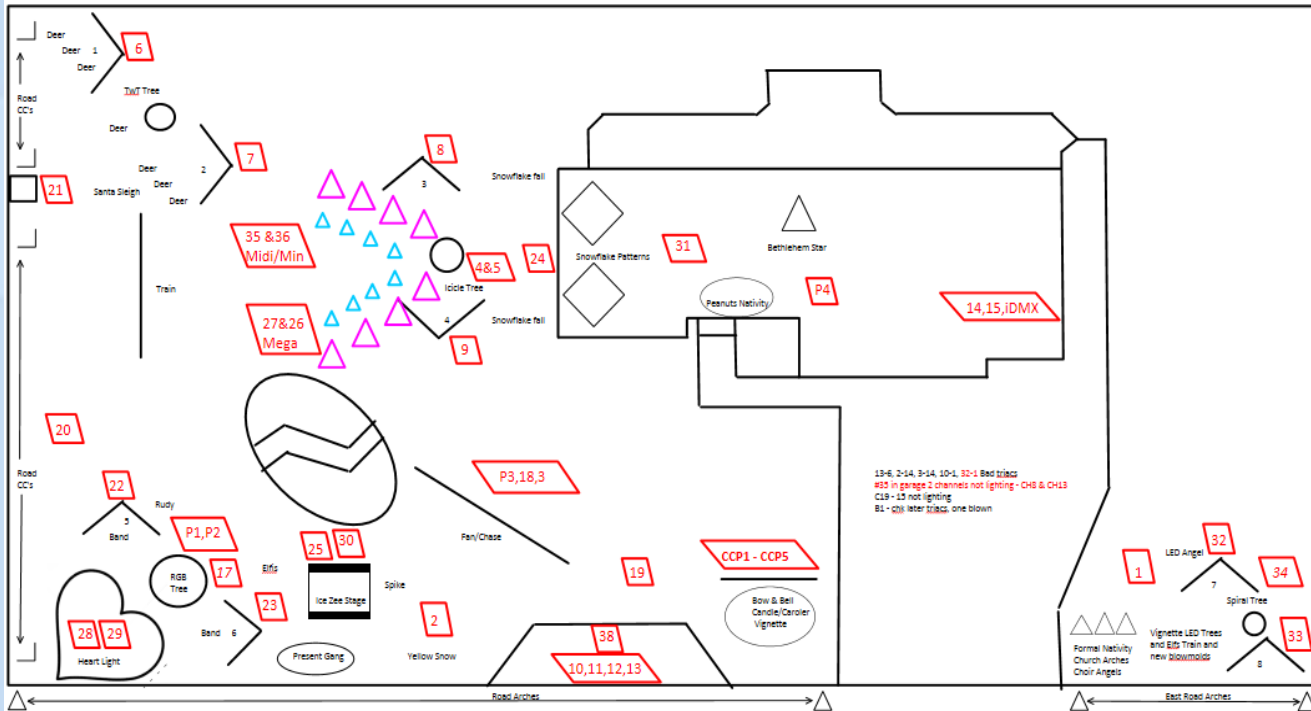 Deer
Deer 1
Deer
6
Road
CC's
TWT Tree
Deer
7
Deer 2
Deer
Deer
Santa Sleigh
21
8
3
Snowflake fall
35 &36
Midi/Min
4&5
Icicle Tree
24
Snowflake Patterns
31
Bethlehem Star
P4
Peanuts Nativity
14,15,iDMX
Train
27&26
Mega
4
Snowflake fall
9
20
Road
CC's
22
Rudy
5
Band
P1,P2
P3,18,3
13-6, 2-14, 3-14, 10-1, 32-1 Bad triacs
#35 in garage 2 channels not lighting - CH8 & CH13
C19 - 15 not lighting
B1 - chk later triacs, one blown
Fan/Chase
25
30
RGB
Tree
17
Elfis
23
Ice Zee Stage
Spike
19
CCP1 - CCP5
Bow & Bell
Candle/Caroler
Vignette
Band 6
2
Yellow Snow
28
29
Heart Light
Present Gang
38
10,11,12,13
LED Angel
32
1
7
34
Spiral Tree
33
8
Formal Nativity
Church Arches
Choir Angels
Vignette LED Trees
and Elfs Train and
new blowmolds
Road Arches
East Road Arches